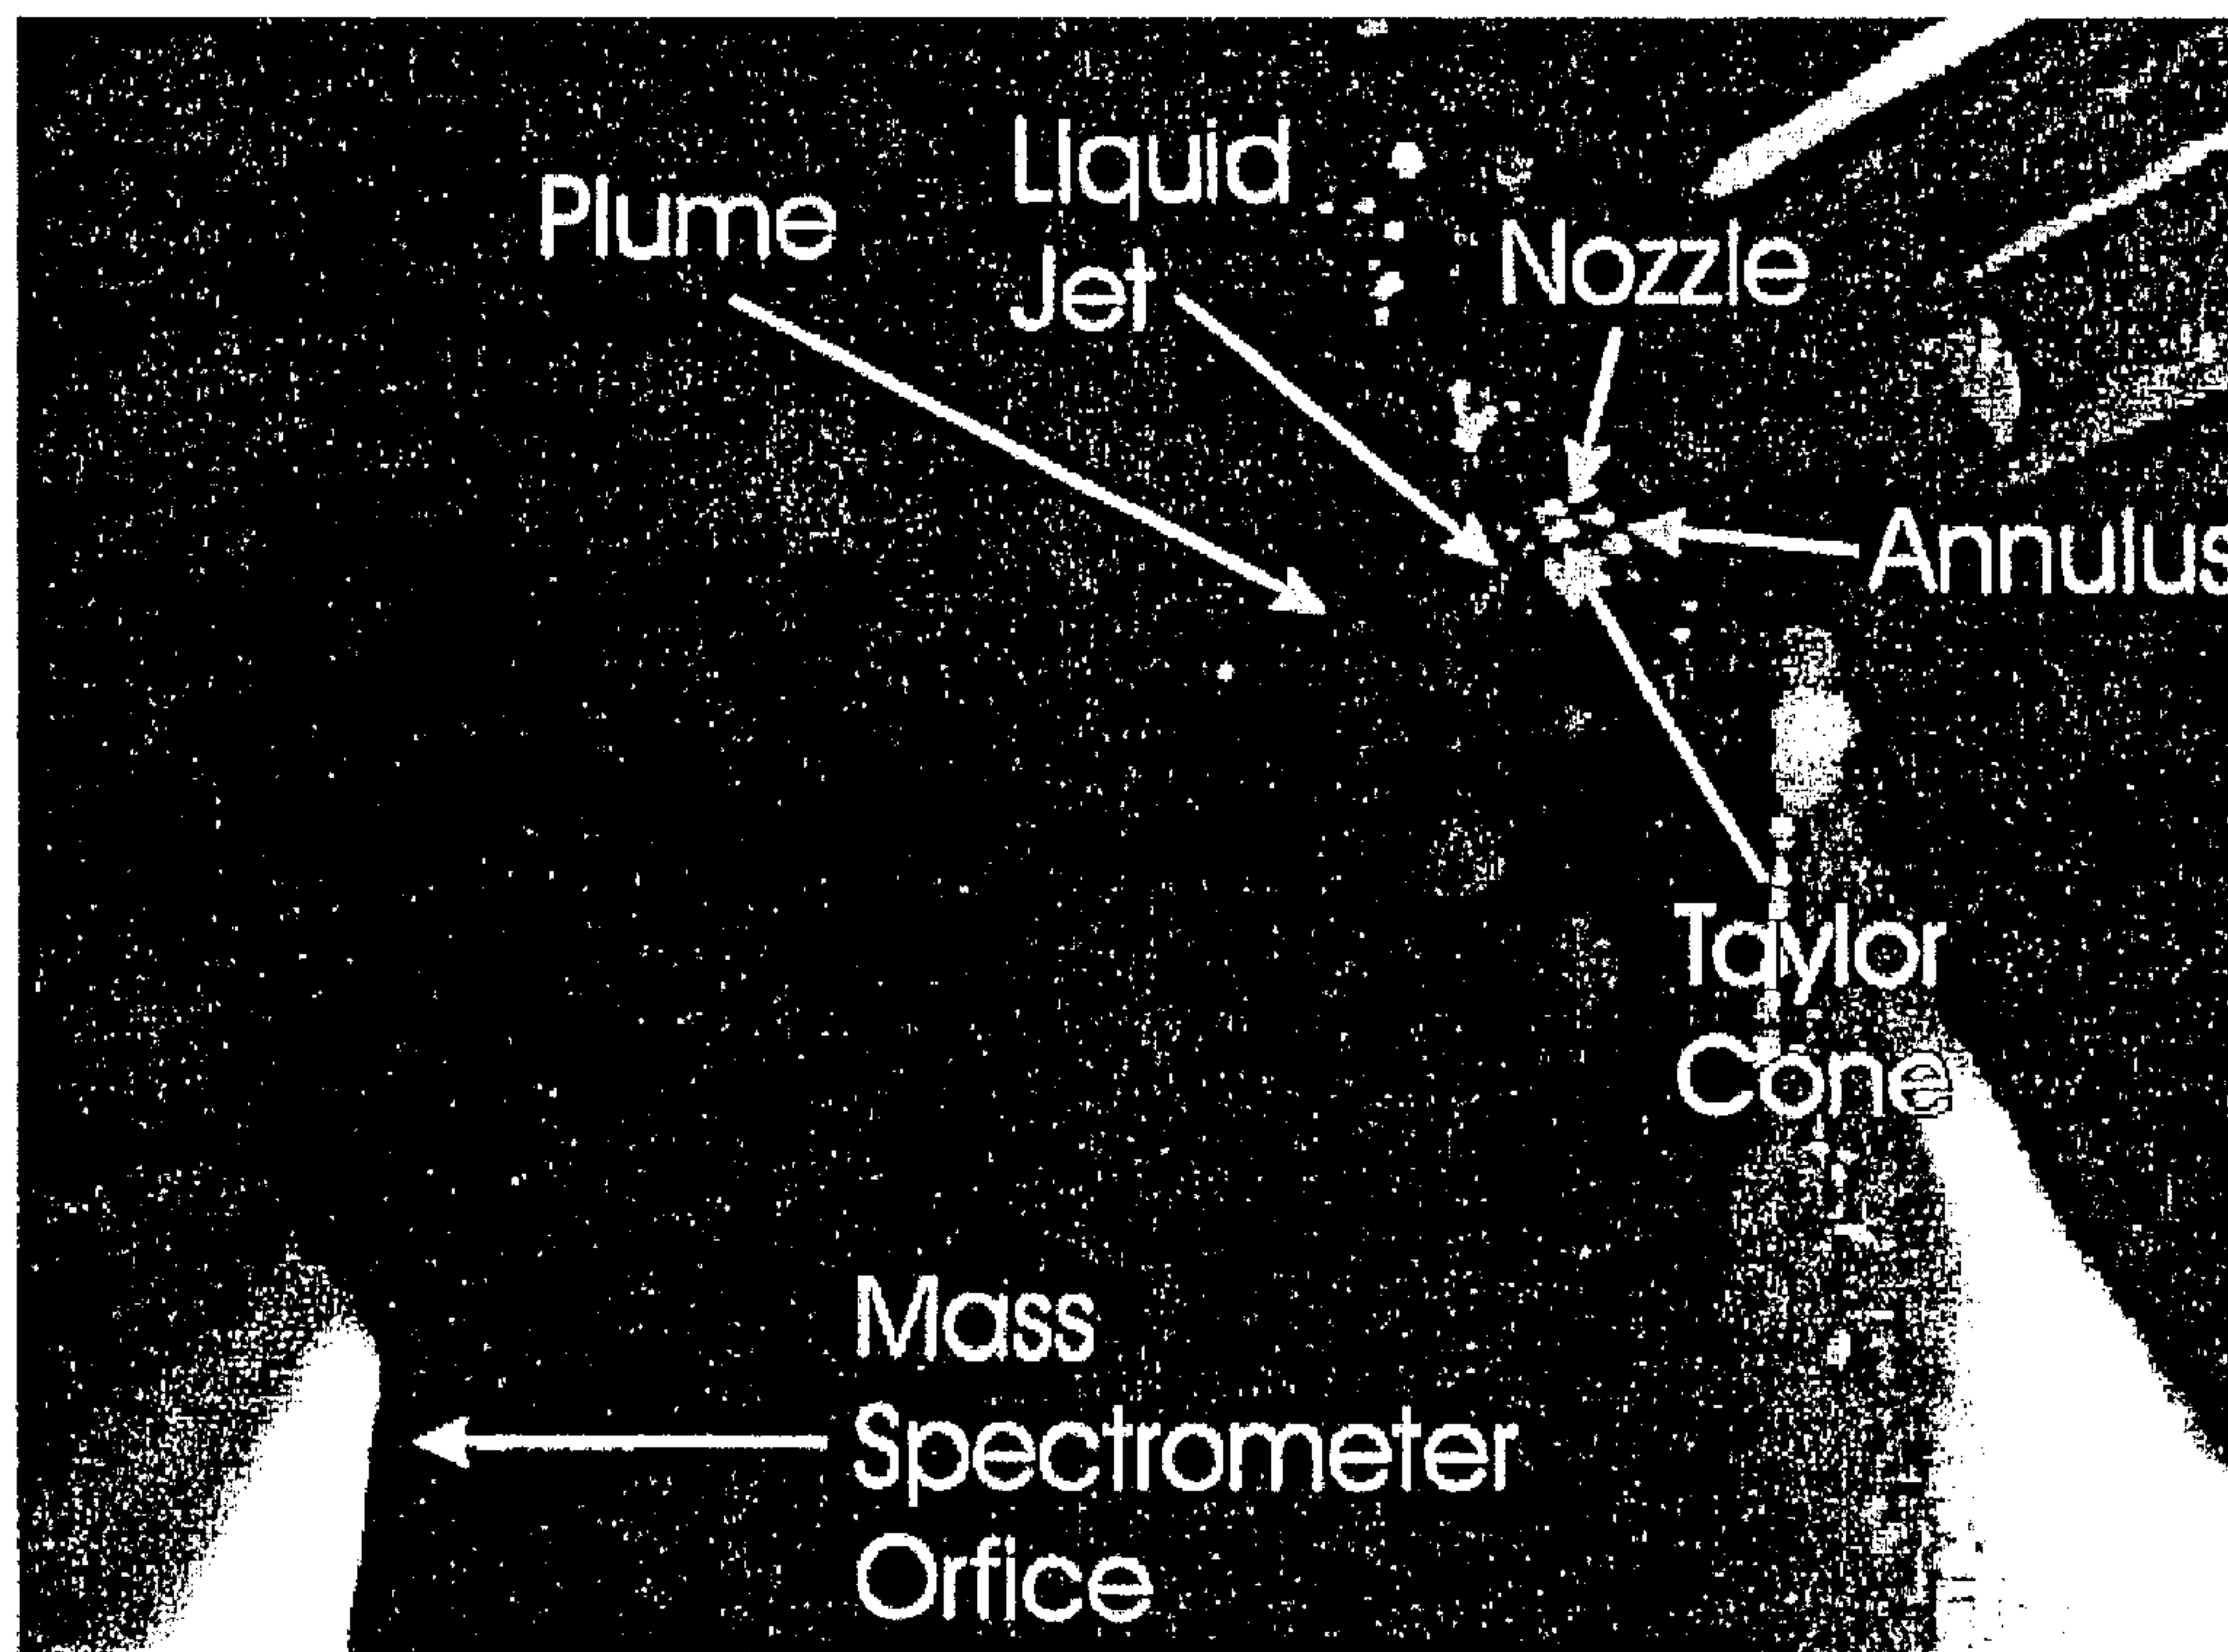 Plume
Liquid
Jet
Nozzle
Annulus
Taylor
Cone
Mass
Spectrometer
Orfice